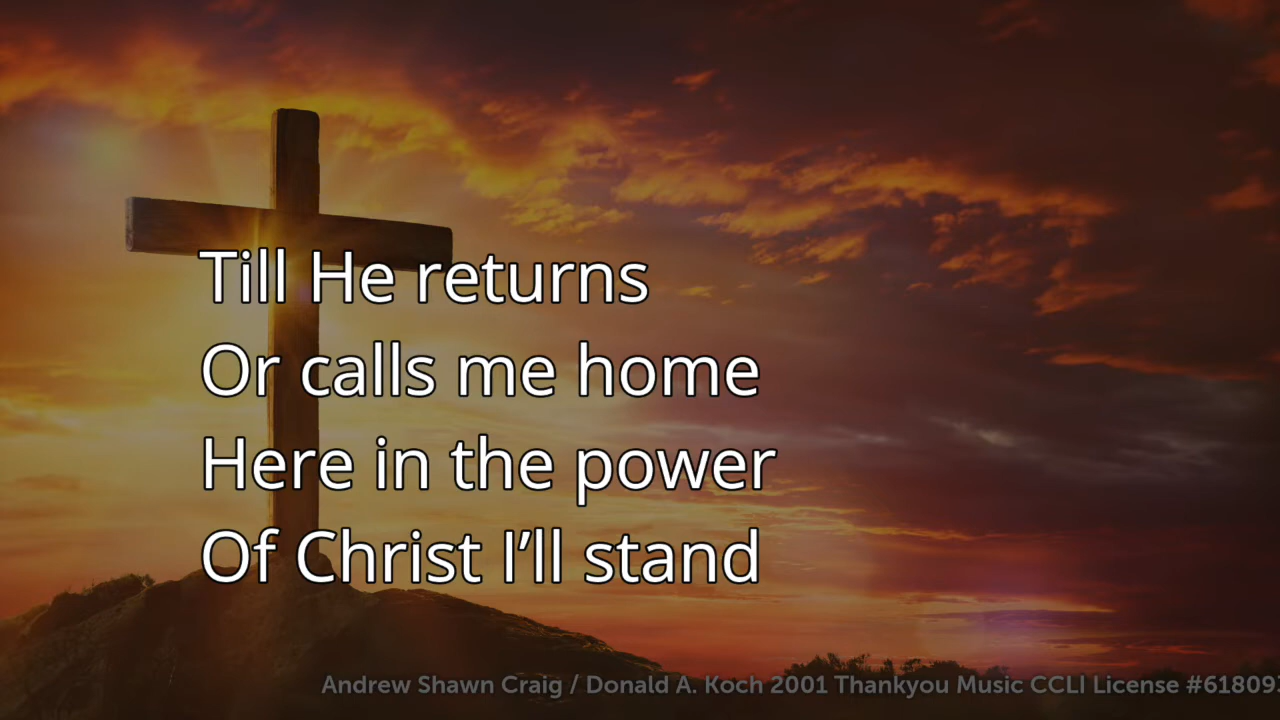 Till He returns
Or calls me home
Here in the power
Of Christ I’ll stand
Andrew Shawn Craig / Donald A. Koch 2001 Thankyou Music CCLI License